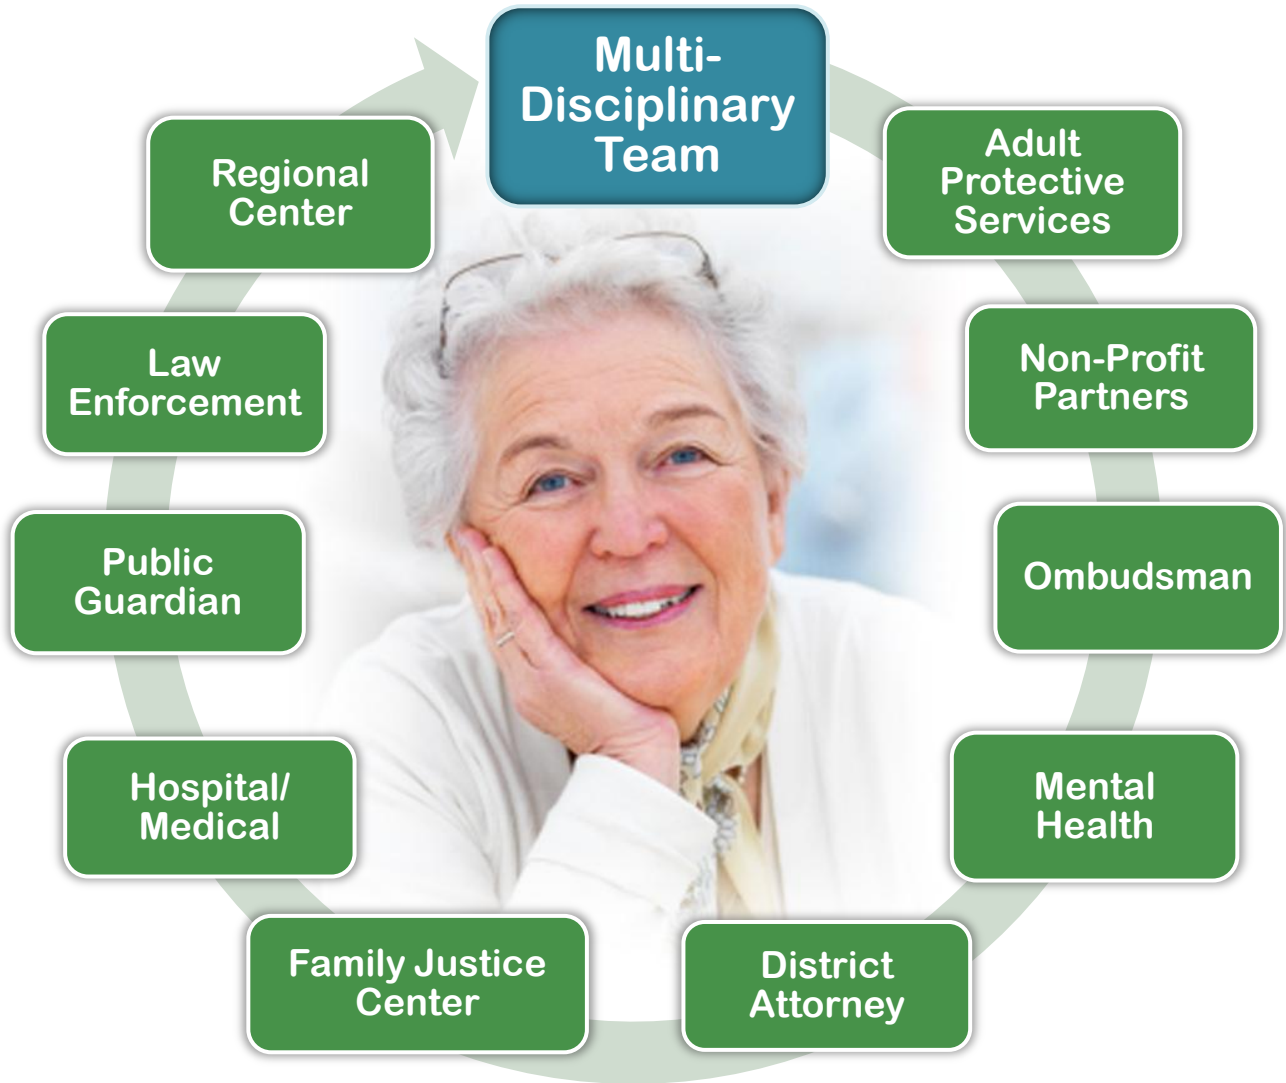 Multi-
Disciplinary
Team
Adult
Protective
Services
Non-Profit
Partners
Ombudsman
Mental
Health
District
Attorney
Family Justice
Center
Hospital/
Medical
Public
Guardian
Law
Enforcement
Regional
Center